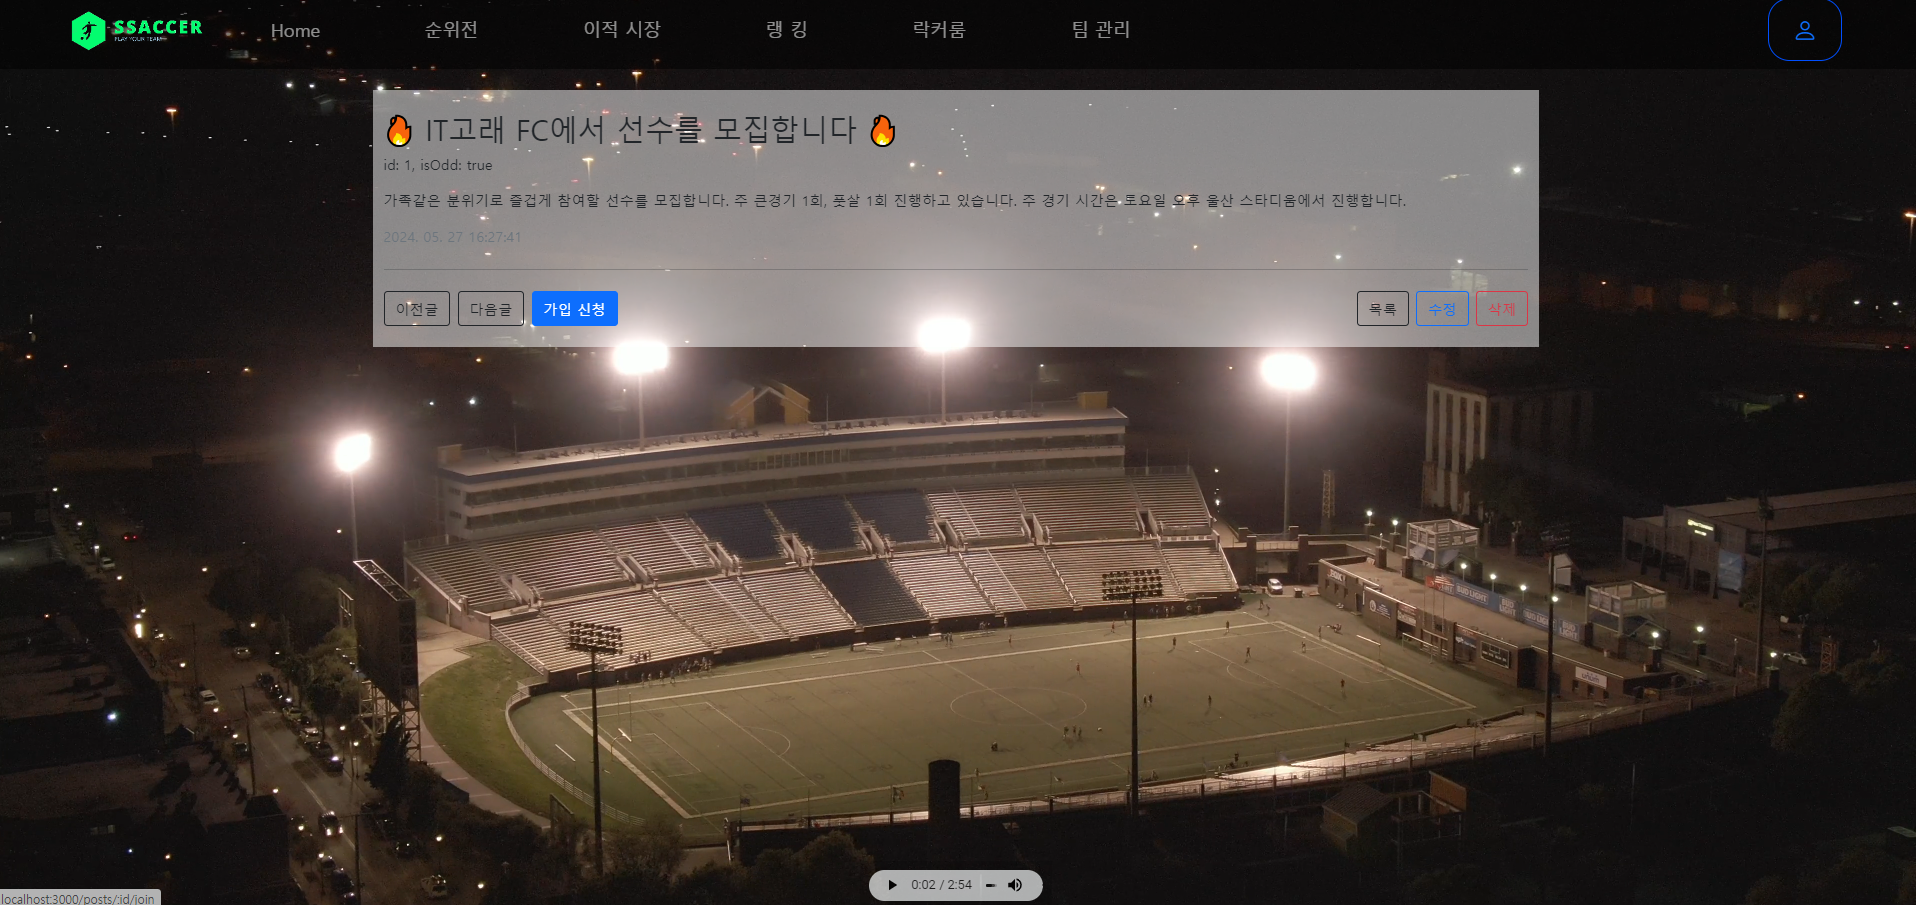 SSACCER
PLAY YOUR TEAM
Home
순위전
이적 시장
랭 킹
락커룸
팀 관리
🔥 IT고래 FC에서 선수를 모집합니다 🔥
id: 1, isOdd: true
가족같은 분위기로 즐겁게 참여할 선수를 모집합니다. 주 큰경기 1회, 풋살 1회 진행하고 있습니다. 주 경기 시간은 토요일 오후 울산 스타디움에서 진행합니다.
2024. 05. 27 16:27:41
이전글
다음글
가입 신청
목록
수정
삭제
BUD LIGHT
BUD LIGHT
0:02 / 2:54
localhost:3000/posts/:id/join